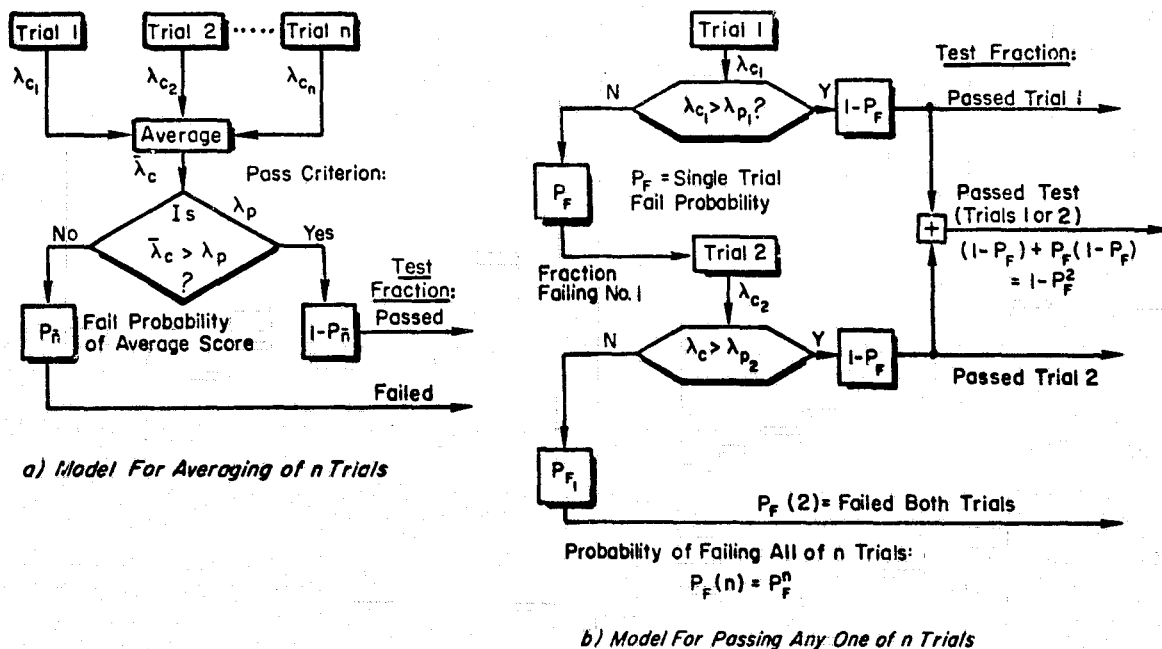 Trial 1
Trial 2
.....
Trial n
λc1
λc2
λcn
Average
λ̄c
Pass Criterion:
λp
Is
λ̄c > λp
?
No
Yes
Test
Fraction:
Pn̄
Fail Probability
of Average Score
1-Pn̄
Passed
Failed
a) Model For Averaging of n Trials
Trial 1
λc1
N
λc1 > λp1?
Y
1-PF
Test Fraction:
Passed Trial 1
PF
PF = Single Trial
Fail Probability
+
Passed Test
(Trials 1 or 2)
(1-PF) + PF(1-PF)
= 1-PF²
Fraction
Failing No. 1
Trial 2
λc2
N
λc > λp2
Y
1-PF
Passed Trial 2
PF1
PF(2) = Failed Both Trials
Probability of Failing All of n Trials:
PF(n) = PFⁿ
b) Model For Passing Any One of n Trials